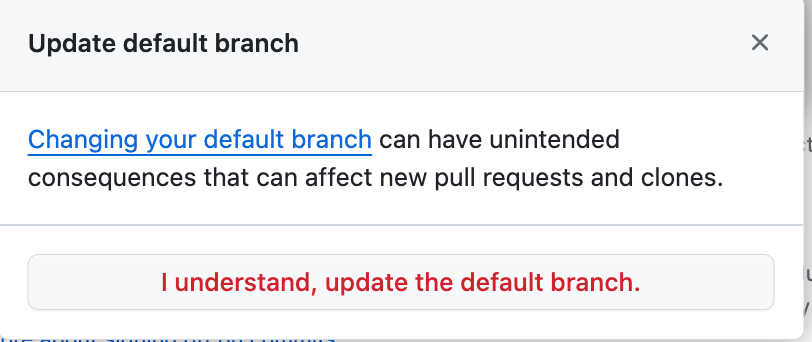 Update default branch
Changing your default branch can have unintended
consequences that can affect new pull requests and clones.
I understand, update the default branch.